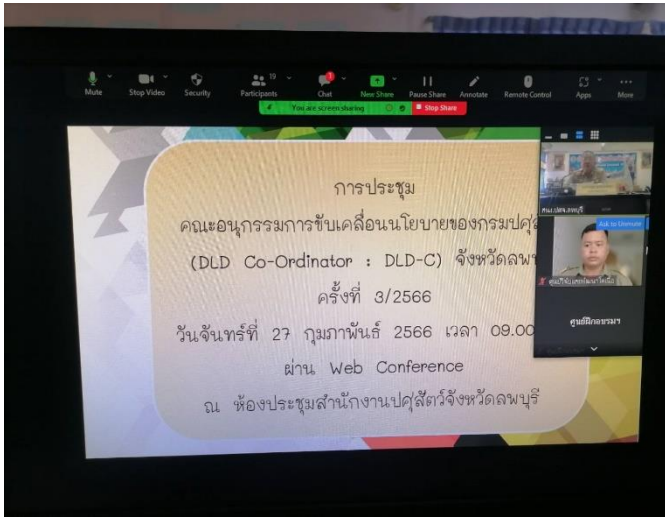 19
Mute
Stop Video
Security
Participants
Chat
New Share
Pause Share
Annotate
Remote Control
Apps
More
You are screen sharing
Stop Share
การประชุม
คณะอนุกรรมการขับเคลื่อนนโยบายของกรมปศุ
(DLD Co-Ordinator : DLD-C) จังหวัดลพ
ครั้งที่ 3/2566
วันจันทร์ที่ 27 กุมภาพันธ์ 2566 เวลา 09.00
ผ่าน Web Conference
ณ ห้องประชุมสำนักงานปศุสัตว์จังหวัดลพบุรี
Ask to Unmute
ศูนย์ฝึกอบรมฯ